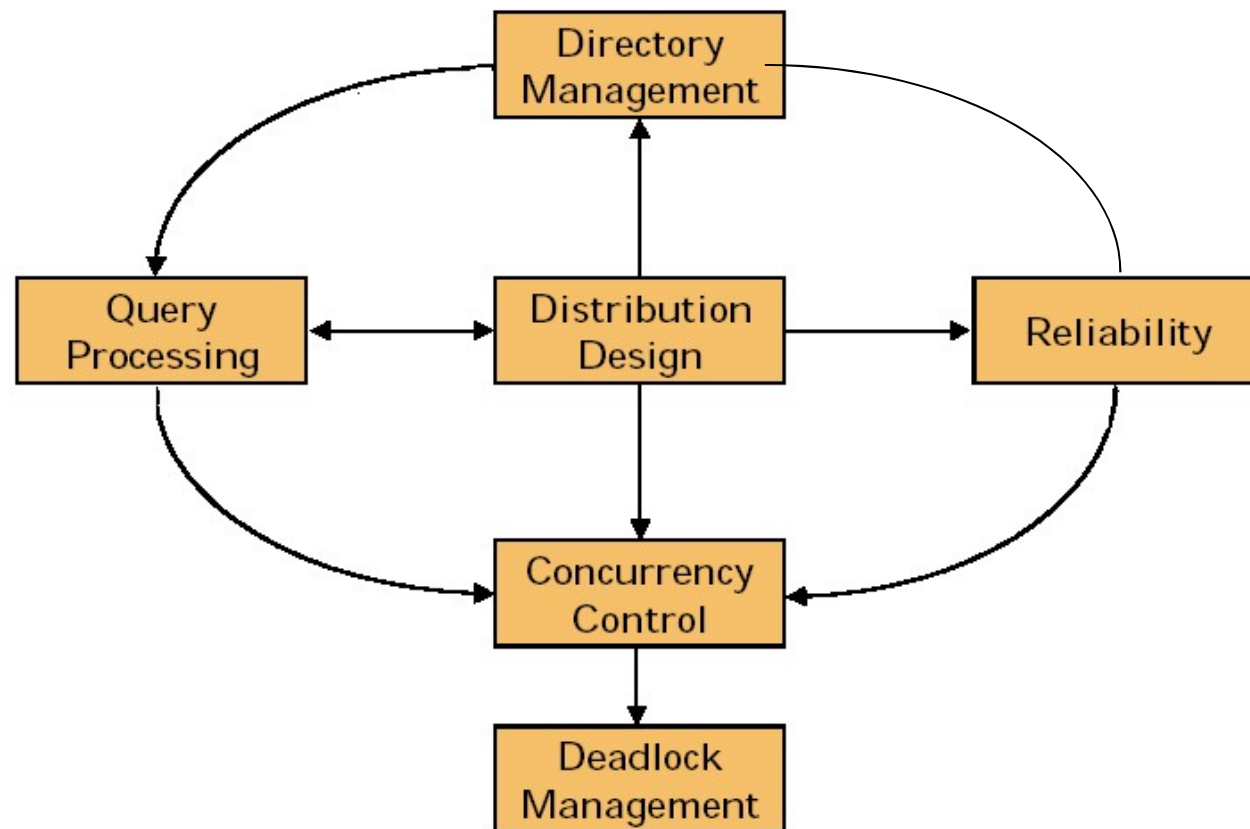 Directory
Management
Query
Processing
Distribution
Design
Reliability
Concurrency
Control
Deadlock
Management